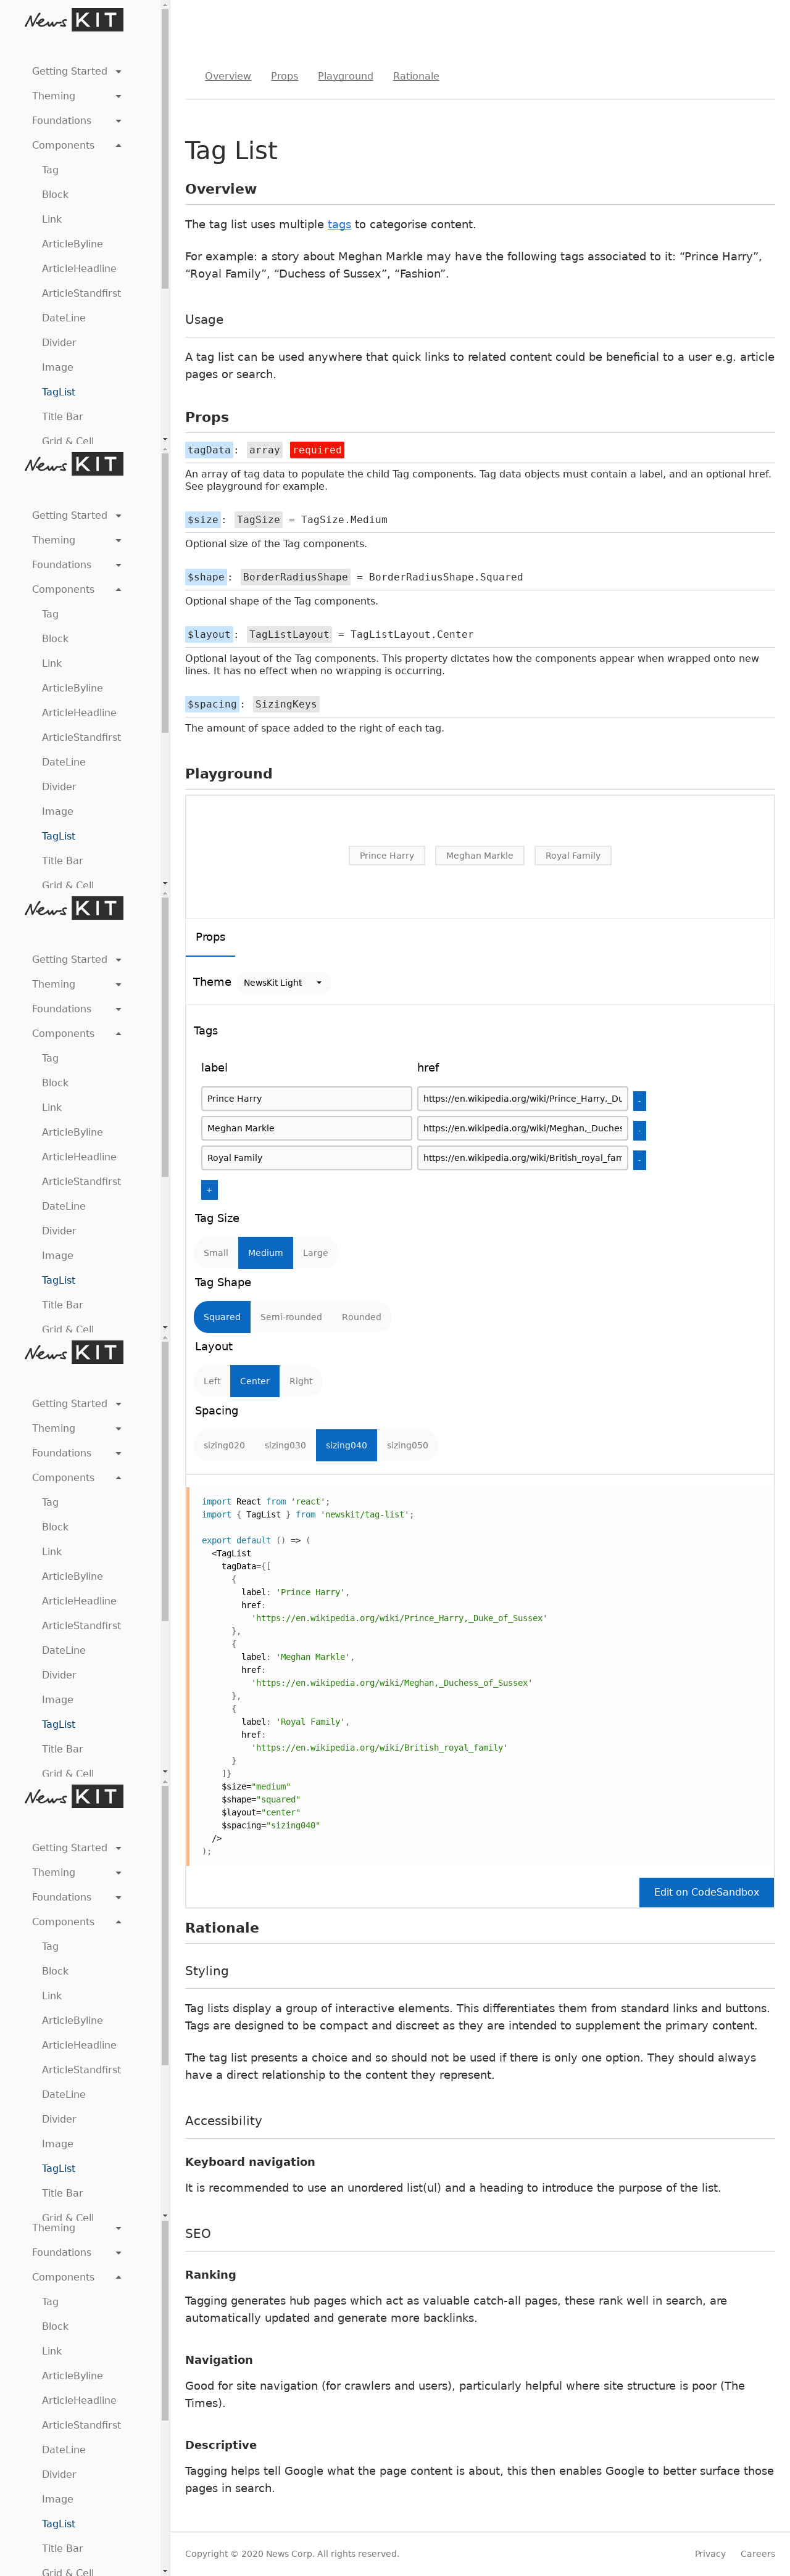 News KIT
Getting Started
Theming
Foundations
Components
Tag
Block
Link
ArticleByline
ArticleHeadline
ArticleStandfirst
DateLine
Divider
Image
TagList
Title Bar
Grid & Cell
News KIT
Getting Started
Theming
Foundations
Components
Tag
Block
Link
ArticleByline
ArticleHeadline
ArticleStandfirst
DateLine
Divider
Image
TagList
Title Bar
Grid & Cell
News KIT
Getting Started
Theming
Foundations
Components
Tag
Block
Link
ArticleByline
ArticleHeadline
ArticleStandfirst
DateLine
Divider
Image
TagList
Title Bar
Grid & Cell
News KIT
Getting Started
Theming
Foundations
Components
Tag
Block
Link
ArticleByline
ArticleHeadline
ArticleStandfirst
DateLine
Divider
Image
TagList
Title Bar
Grid & Cell
News KIT
Getting Started
Theming
Foundations
Components
Tag
Block
Link
ArticleByline
ArticleHeadline
ArticleStandfirst
DateLine
Divider
Image
TagList
Title Bar
Grid & Cell
Theming
Foundations
Components
Tag
Block
Link
ArticleByline
ArticleHeadline
ArticleStandfirst
DateLine
Divider
Image
TagList
Title Bar
Grid & Cell
Overview Props Playground Rationale
Tag List
Overview
The tag list uses multiple tags to categorise content.
For example: a story about Meghan Markle may have the following tags associated to it: “Prince Harry”,
“Royal Family”, “Duchess of Sussex”, “Fashion”.
Usage
A tag list can be used anywhere that quick links to related content could be beneficial to a user e.g. article
pages or search.
Props
tagData: array required
An array of tag data to populate the child Tag components. Tag data objects must contain a label, and an optional href.
See playground for example.
$size: TagSize = TagSize.Medium
Optional size of the Tag components.
$shape: BorderRadiusShape = BorderRadiusShape.Squared
Optional shape of the Tag components.
$layout: TagListLayout = TagListLayout.Center
Optional layout of the Tag components. This property dictates how the components appear when wrapped onto new
lines. It has no effect when no wrapping is occurring.
$spacing: SizingKeys
The amount of space added to the right of each tag.
Playground
Prince Harry Meghan Markle Royal Family
Props
Theme NewsKit Light
Tags
label href
Prince Harry https://en.wikipedia.org/wiki/Prince_Harry,_Du -
Meghan Markle https://en.wikipedia.org/wiki/Meghan,_Duches -
Royal Family https://en.wikipedia.org/wiki/British_royal_fam -
+
Tag Size
Small Medium Large
Tag Shape
Squared Semi-rounded Rounded
Layout
Left Center Right
Spacing
sizing020 sizing030 sizing040 sizing050
import React from 'react';
import { TagList } from 'newskit/tag-list';
export default () => (
<TagList
tagData={[
{
label: 'Prince Harry',
href:
'https://en.wikipedia.org/wiki/Prince_Harry,_Duke_of_Sussex'
},
{
label: 'Meghan Markle',
href:
'https://en.wikipedia.org/wiki/Meghan,_Duchess_of_Sussex'
},
{
label: 'Royal Family',
href:
'https://en.wikipedia.org/wiki/British_royal_family'
}
]}
$size="medium"
$shape="squared"
$layout="center"
$spacing="sizing040"
/>
);
Edit on CodeSandbox
Rationale
Styling
Tag lists display a group of interactive elements. This differentiates them from standard links and buttons.
Tags are designed to be compact and discreet as they are intended to supplement the primary content.
The tag list presents a choice and so should not be used if there is only one option. They should always
have a direct relationship to the content they represent.
Accessibility
Keyboard navigation
It is recommended to use an unordered list(ul) and a heading to introduce the purpose of the list.
SEO
Ranking
Tagging generates hub pages which act as valuable catch-all pages, these rank well in search, are
automatically updated and generate more backlinks.
Navigation
Good for site navigation (for crawlers and users), particularly helpful where site structure is poor (The
Times).
Descriptive
Tagging helps tell Google what the page content is about, this then enables Google to better surface those
pages in search.
Copyright © 2020 News Corp. All rights reserved. Privacy Careers